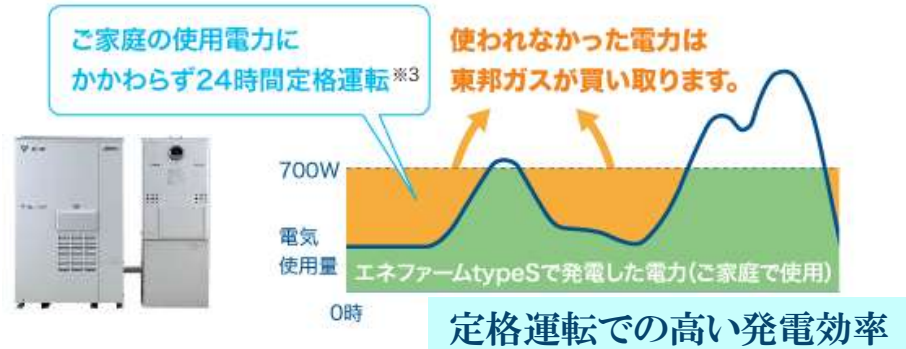 ご家庭の使用電力に
かかわらず24時間定格運転※3
使われなかった電力は
東邦ガスが買い取ります。
700W
電気
使用量
エネファームtypeSで発電した電力(ご家庭で使用)
0時
定格運転での高い発電効率